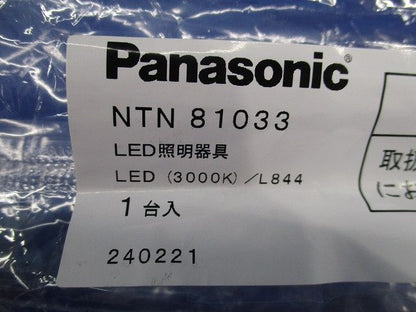 Panasonic®
NTN 81033
LED照明器具
LED (3000K) /L844
1台入
240221
取扱
にお